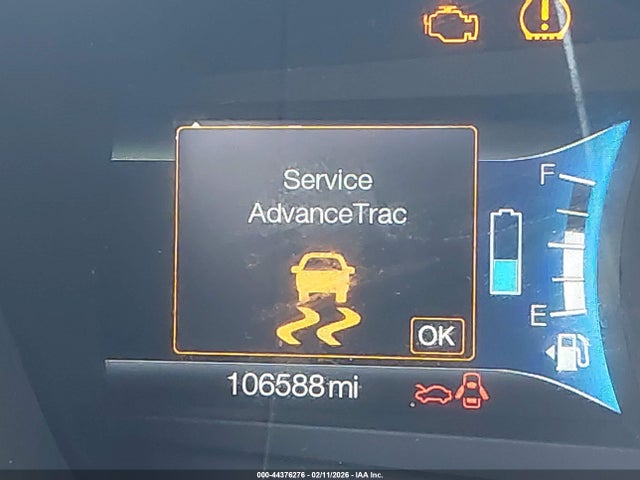 Service
AdvanceTrac
F
E
OK
106588 mi
000-44376276 - 02/11/2026 - IAA Inc.